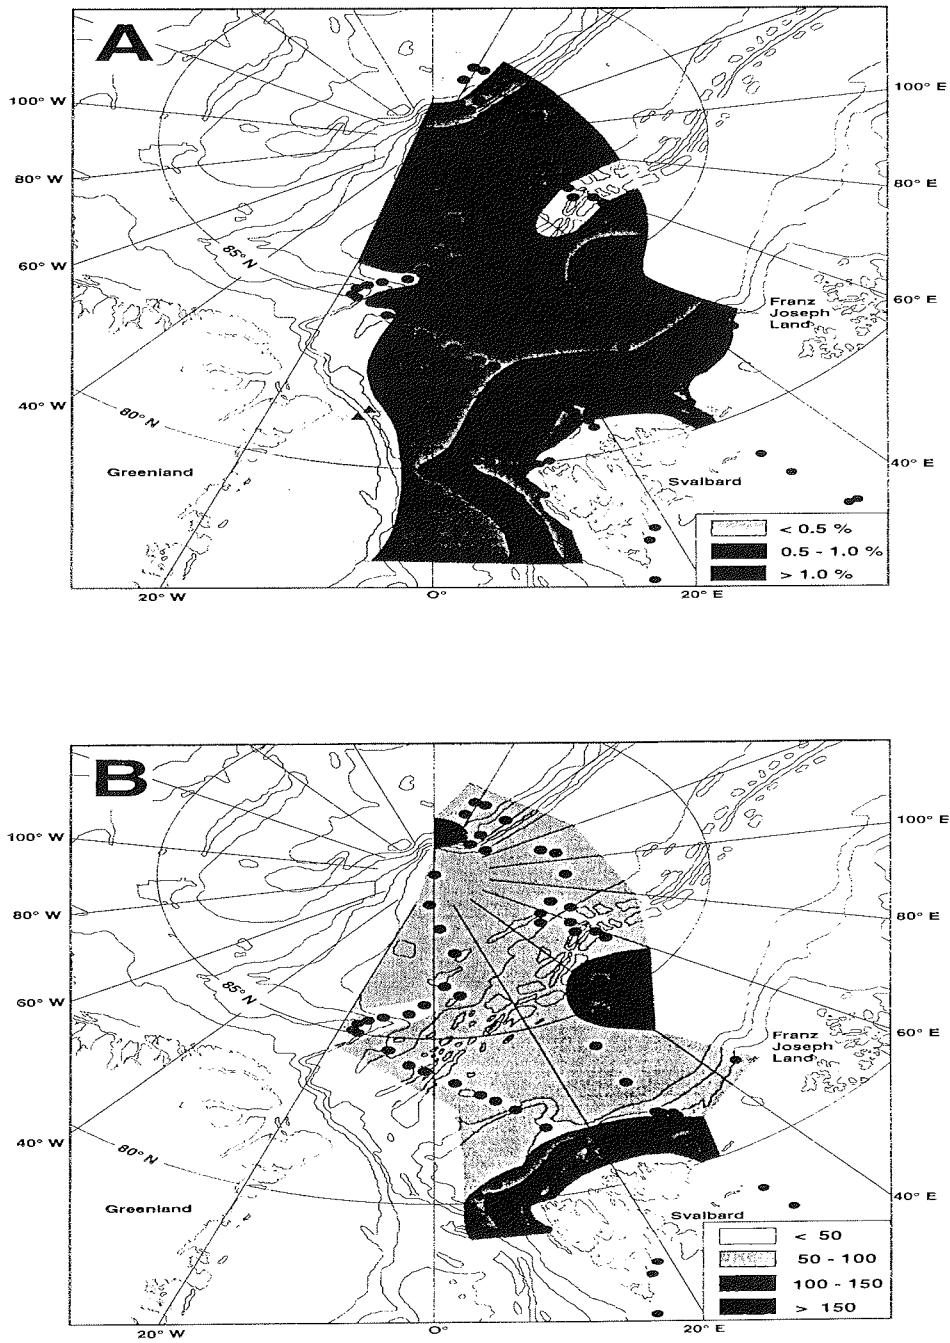 A
100° W
100° E
80° W
80° E
85° N
60° W
60° E
Franz
Joseph
Land
40° W
80° N
40° E
Greenland
Svalbard
< 0.5 %
0.5 - 1.0 %
> 1.0 %
20° W
0°
20° E
B
100° W
100° E
80° W
80° E
85° N
60° W
60° E
Franz
Joseph
Land
40° W
80° N
40° E
Greenland
Svalbard
< 50
50 - 100
100 - 150
> 150
20° W
0°
20° E